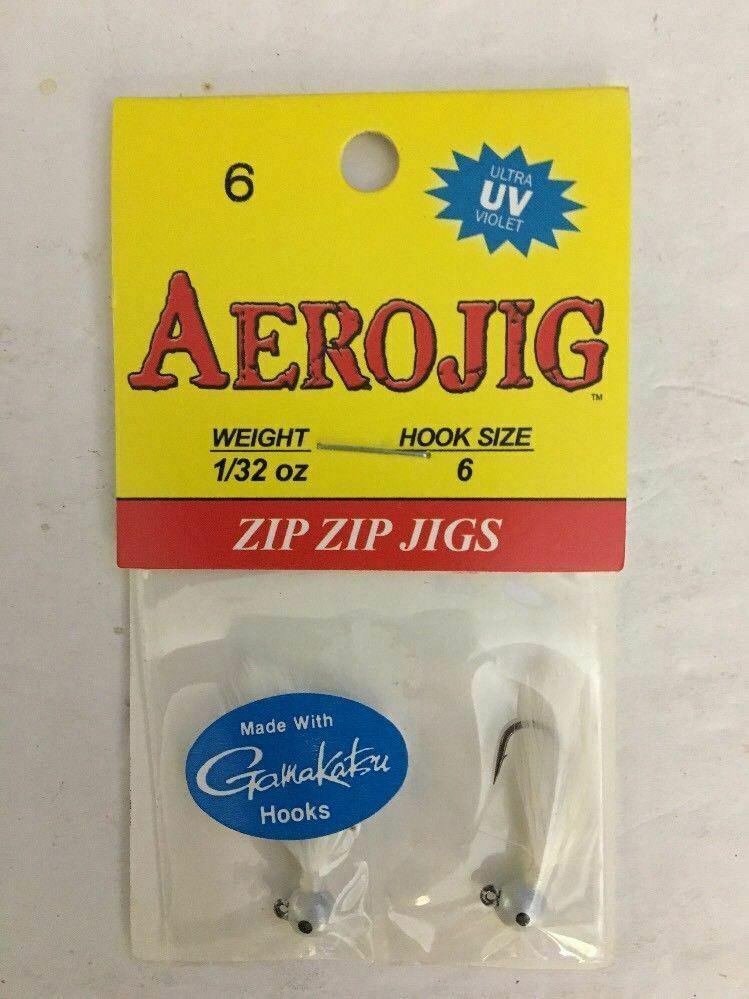 6
ULTRA
UV
VIOLET
AEROJIG
™
WEIGHT HOOK SIZE
1/32 oz 6
ZIP ZIP JIGS
Made With
Gamakatsu
Hooks